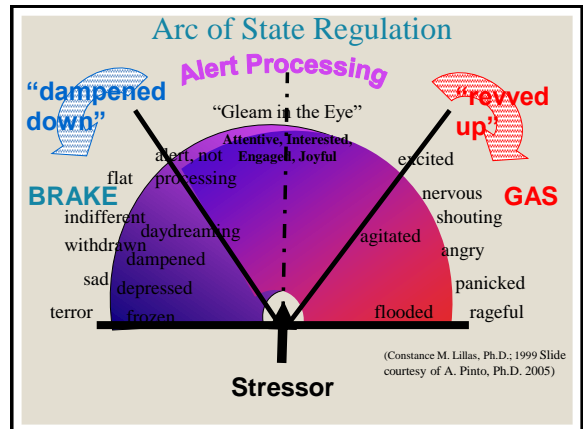 Arc of State Regulation
Alert Processing
“dampened
down”
“revved
up”
“Gleam in the Eye”
Attentive, Interested,
Engaged, Joyful
alert, not
processing
flat
BRAKE
indifferent
daydreaming
withdrawn
dampened
sad
depressed
terror
frozen
excited
nervous
GAS
shouting
agitated
angry
panicked
flooded
rageful
Stressor
(Constance M. Lillas, Ph.D.; 1999 Slide
courtesy of A. Pinto, Ph.D. 2005)